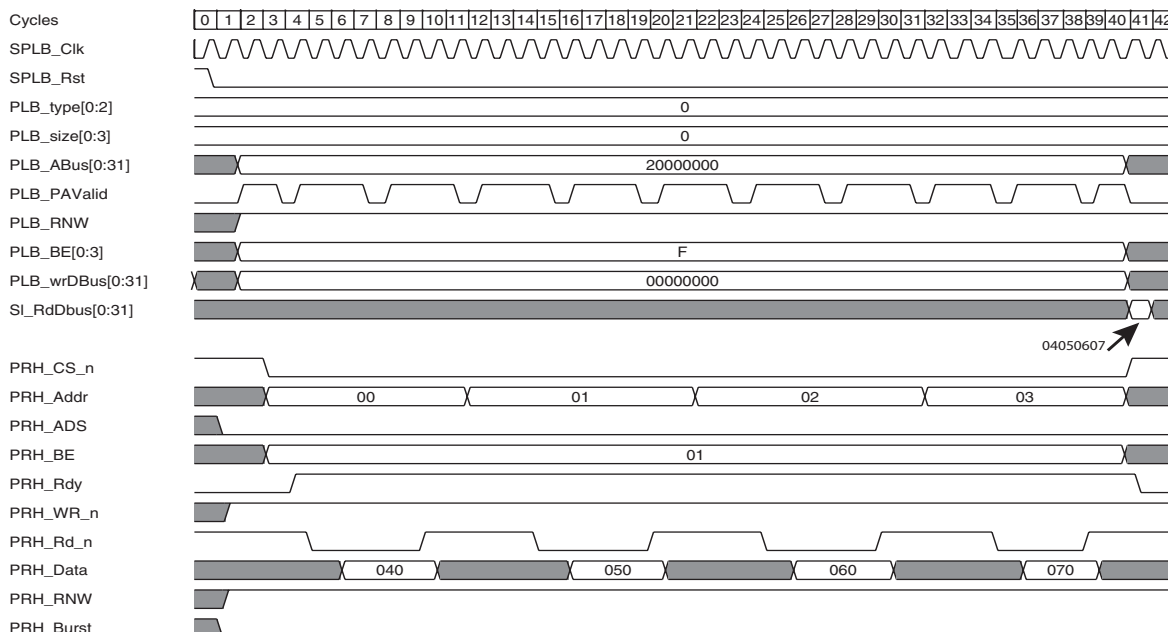 Cycles 0 1 2 3 4 5 6 7 8 9 10 11 12 13 14 15 16 17 18 19 20 21 22 23 24 25 26 27 28 29 30 31 32 33 34 35 36 37 38 39 40 41 42
SPLB_Clk
SPLB_Rst
PLB_type[0:2] 0
PLB_size[0:3] 0
PLB_ABus[0:31] 20000000
PLB_PAValid
PLB_RNW
PLB_BE[0:3] F
PLB_wrDBus[0:31] 00000000
Sl_RdDbus[0:31]
04050607
PRH_CS_n
PRH_Addr 00 01 02 03
PRH_ADS
PRH_BE 01
PRH_Rdy
PRH_WR_n
PRH_Rd_n
PRH_Data 040 050 060 070
PRH_RNW
PRH_Burst